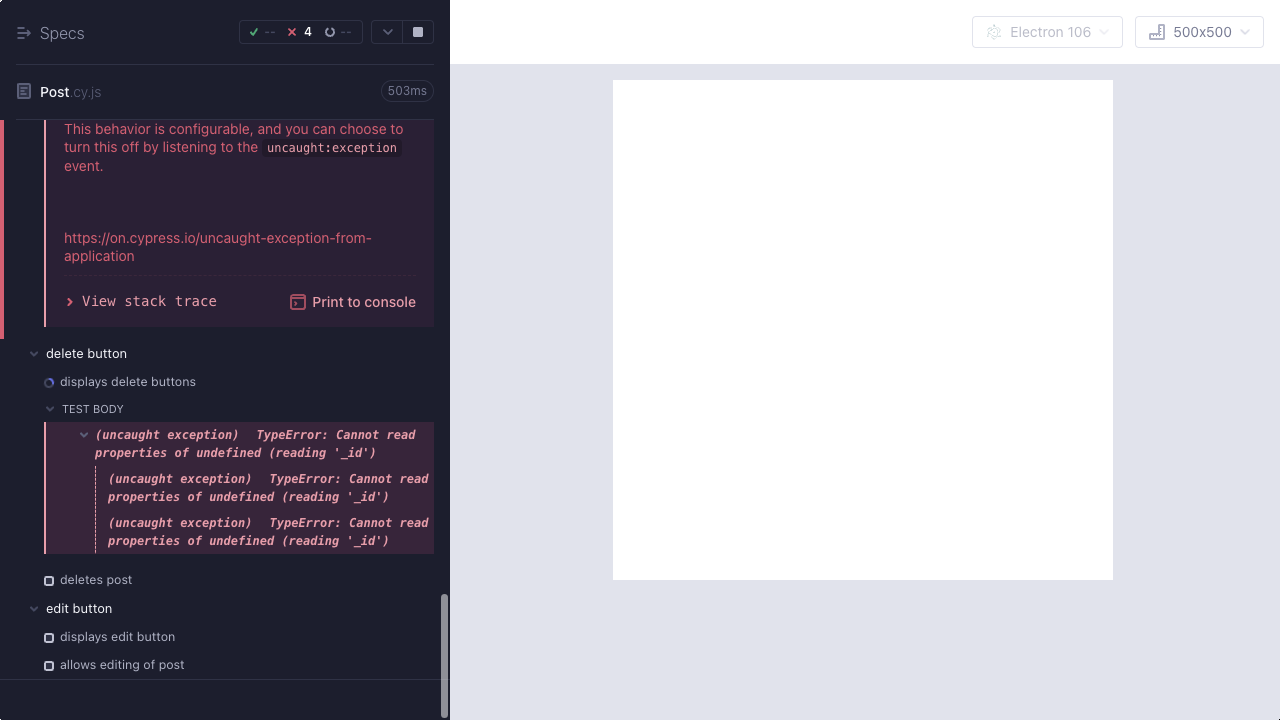 Specs
-- 4 --
Electron 106
500x500
Post.cy.js
503ms
This behavior is configurable, and you can choose to
turn this off by listening to the uncaught:exception
event.
https://on.cypress.io/uncaught-exception-from-
application
View stack trace
Print to console
delete button
displays delete buttons
TEST BODY
(uncaught exception) TypeError: Cannot read
properties of undefined (reading '_id')
(uncaught exception) TypeError: Cannot read
properties of undefined (reading '_id')
(uncaught exception) TypeError: Cannot read
properties of undefined (reading '_id')
deletes post
edit button
displays edit button
allows editing of post